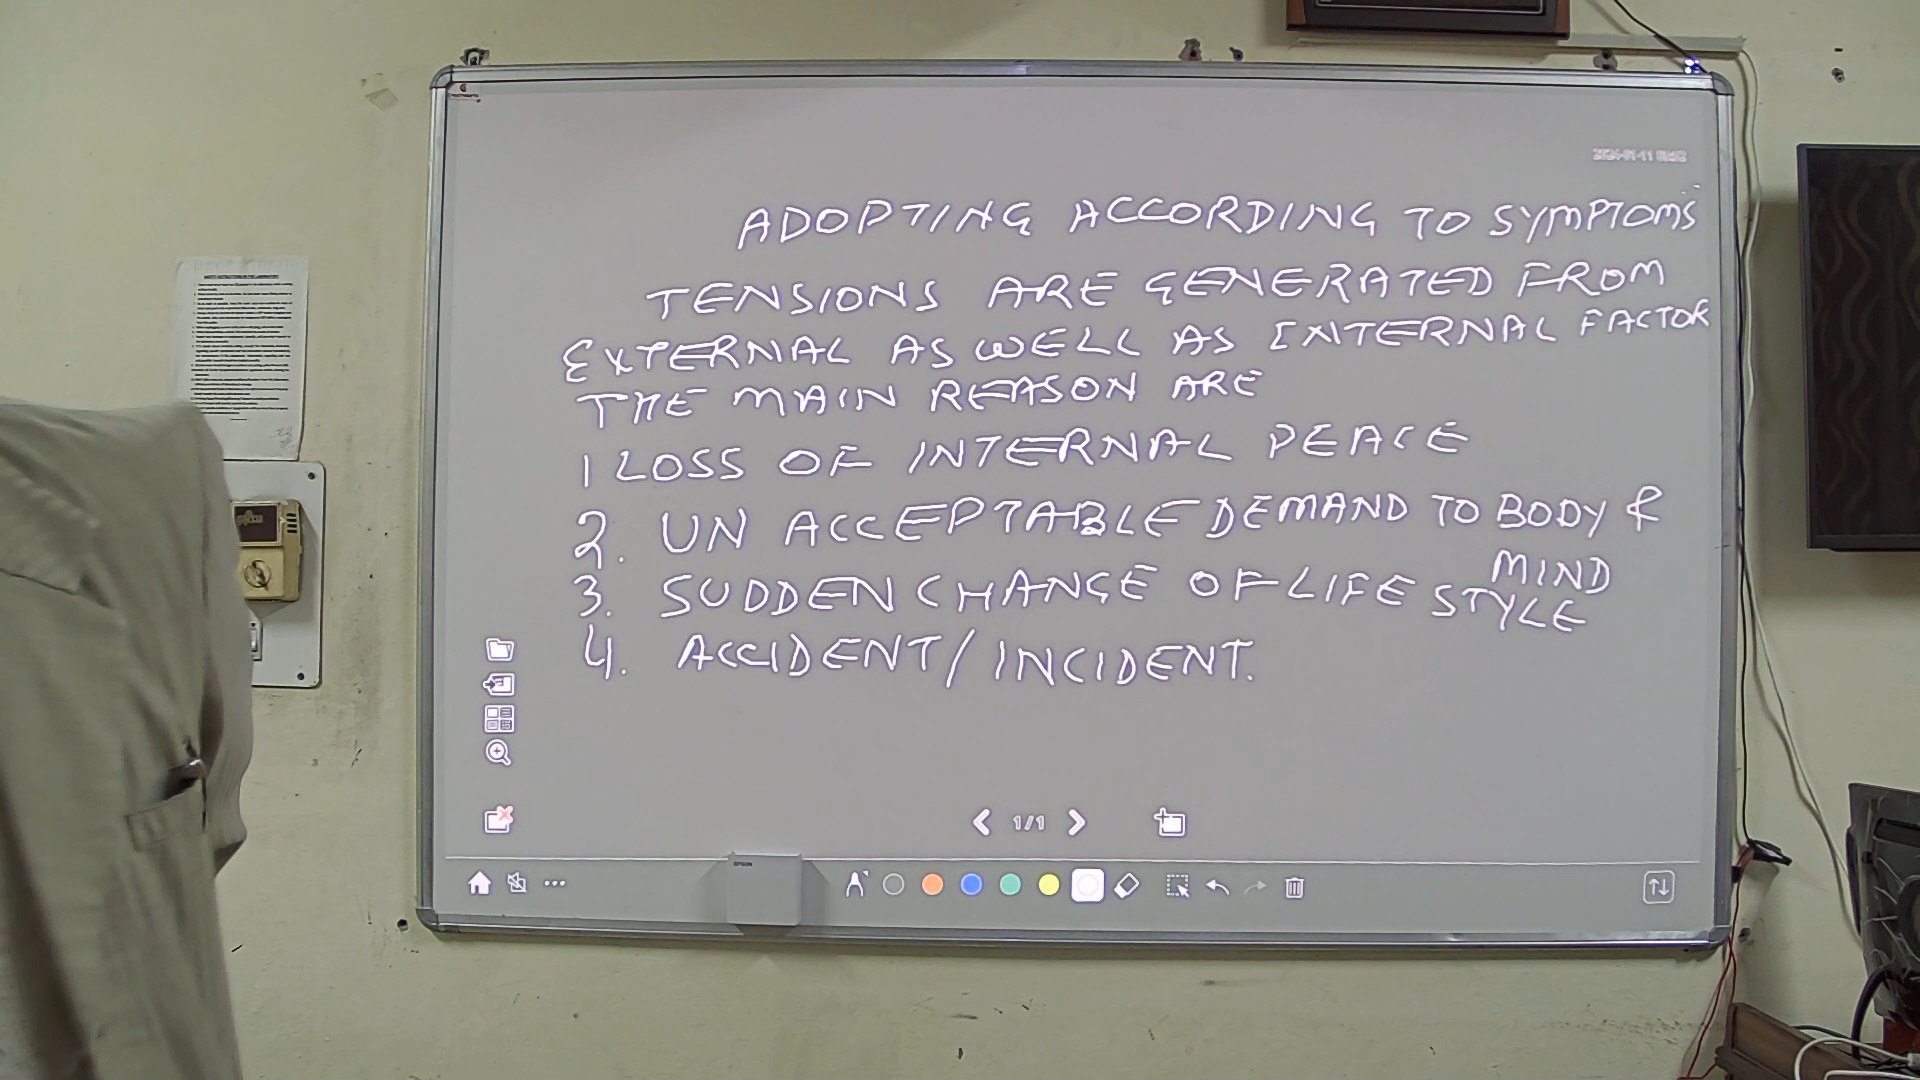 ADOPTING ACCORDING TO SYMPTOMS
TENSIONS ARE GENERATED FROM
EXTERNAL AS WELL AS INTERNAL FACTOR
THE MAIN REASON ARE
1 LOSS OF INTERNAL PEACE
2. UN ACCEPTABLE DEMAND TO BODY &
MIND
3. SUDDEN CHANGE OF LIFE STYLE
4. ACCIDENT/INCIDENT.
1/1
EPSON